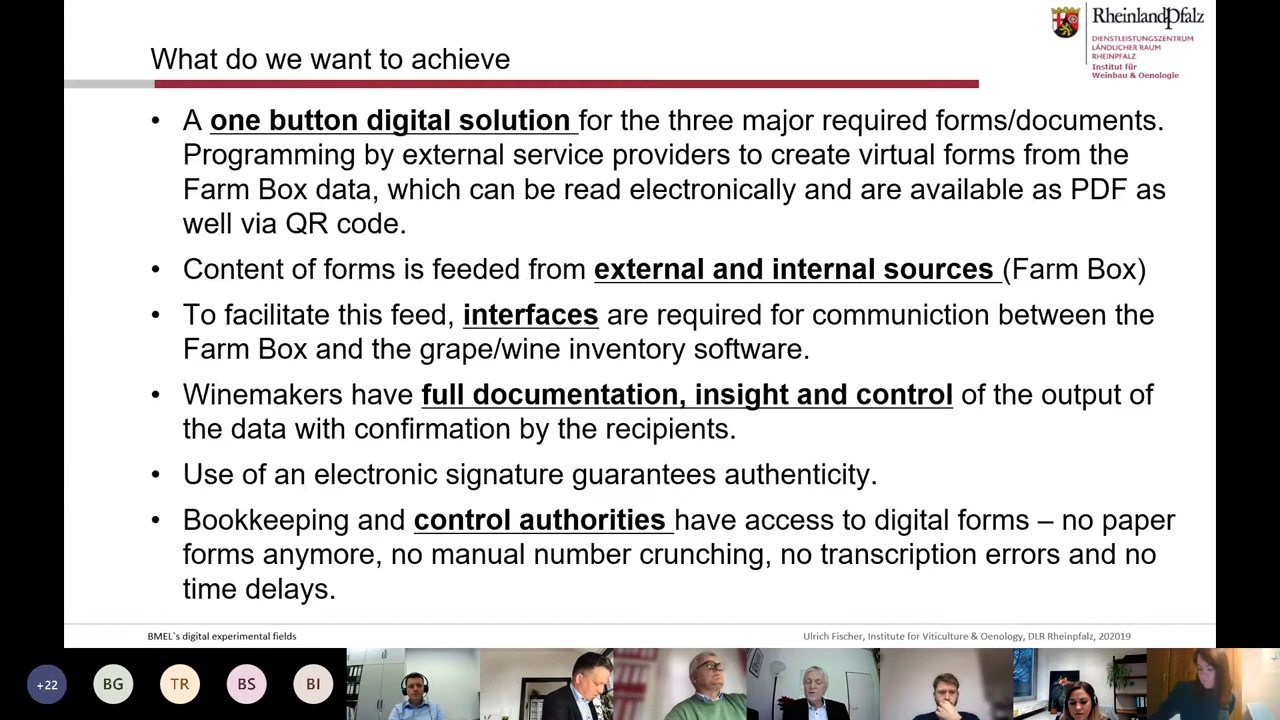 RheinlandPfalz
DIENSTLEISTUNGSZENTRUM
LÄNDLICHER RAUM
RHEINPFALZ
Institut für
Weinbau & Oenologie
What do we want to achieve
• A one button digital solution for the three major required forms/documents.
Programming by external service providers to create virtual forms from the
Farm Box data, which can be read electronically and are available as PDF as
well via QR code.
• Content of forms is feeded from external and internal sources (Farm Box)
• To facilitate this feed, interfaces are required for communiction between the
Farm Box and the grape/wine inventory software.
• Winemakers have full documentation, insight and control of the output of
the data with confirmation by the recipients.
• Use of an electronic signature guarantees authenticity.
• Bookkeeping and control authorities have access to digital forms – no paper
forms anymore, no manual number crunching, no transcription errors and no
time delays.
BMEL`s digital experimental fields
Ulrich Fischer, Institute for Viticulture & Oenology, DLR Rheinpfalz, 202019
+22
BG
TR
BS
BI